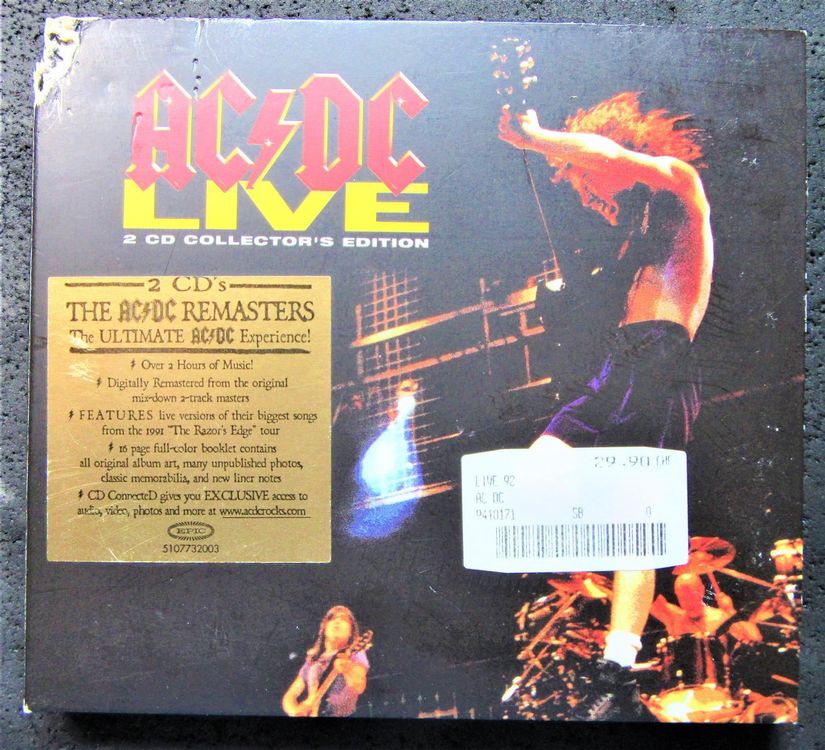 AC/DC
LIVE
2 CD COLLECTOR'S EDITION
2 CD's
THE AC/DC REMASTERS
The ULTIMATE AC/DC Experience!
Over 2 Hours of Music!
Digitally Remastered from the original
mix-down 2-track masters
FEATURES live versions of their biggest songs
from the 1991 "The Razor's Edge" tour
16 page full-color booklet contains
all original album art, many unpublished photos,
classic memorabilia, and new liner notes
CD ConnecteD gives you EXCLUSIVE access to
audio, video, photos and more at www.acdcrocks.com
EPIC
5107732003
29.90
LIVE 92
AC DC
9410171 SB 0